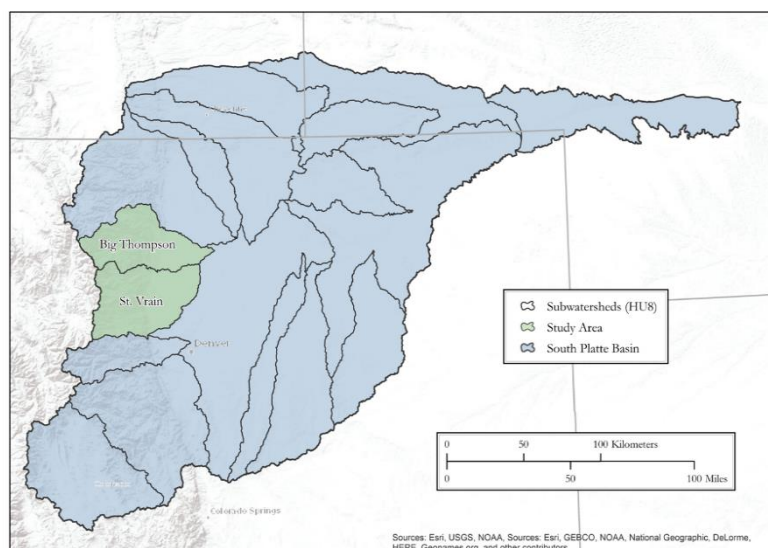 Big Thompson
St. Vrain
Denver
Colorado Springs
Subwatersheds (HU8)
Study Area
South Platte Basin
0 50 100 Kilometers
0 50 100 Miles
Sources: Esri, USGS, NOAA, Sources: Esri, GEBCO, NOAA, National Geographic, DeLorme,
HERE, Geonames.org, and other contributors